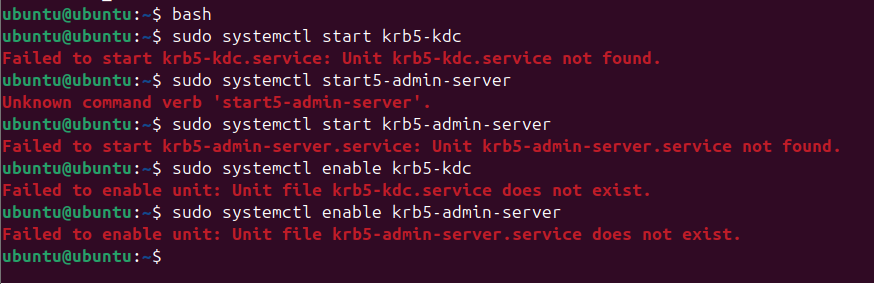 ubuntu@ubuntu:~$ bash
ubuntu@ubuntu:~$ sudo systemctl start krb5-kdc
Failed to start krb5-kdc.service: Unit krb5-kdc.service not found.
ubuntu@ubuntu:~$ sudo systemctl start5-admin-server
Unknown command verb 'start5-admin-server'.
ubuntu@ubuntu:~$ sudo systemctl start krb5-admin-server
Failed to start krb5-admin-server.service: Unit krb5-admin-server.service not found.
ubuntu@ubuntu:~$ sudo systemctl enable krb5-kdc
Failed to enable unit: Unit file krb5-kdc.service does not exist.
ubuntu@ubuntu:~$ sudo systemctl enable krb5-admin-server
Failed to enable unit: Unit file krb5-admin-server.service does not exist.
ubuntu@ubuntu:~$